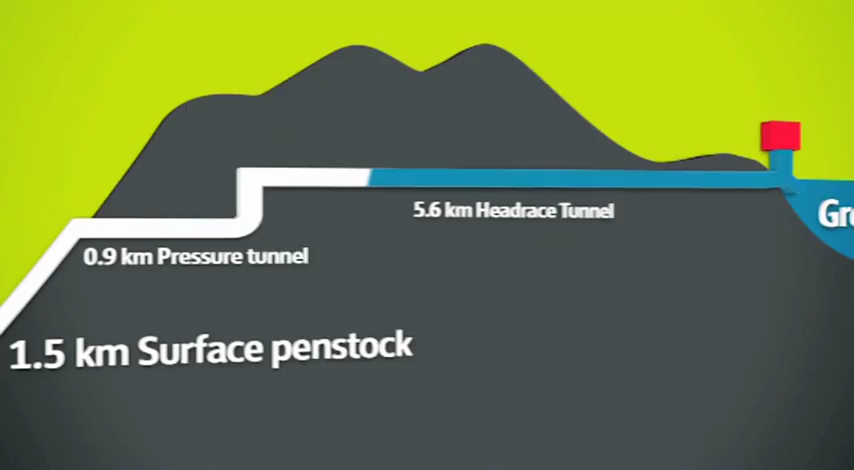 5.6 km Headrace Tunnel
0.9 km Pressure tunnel
1.5 km Surface penstock